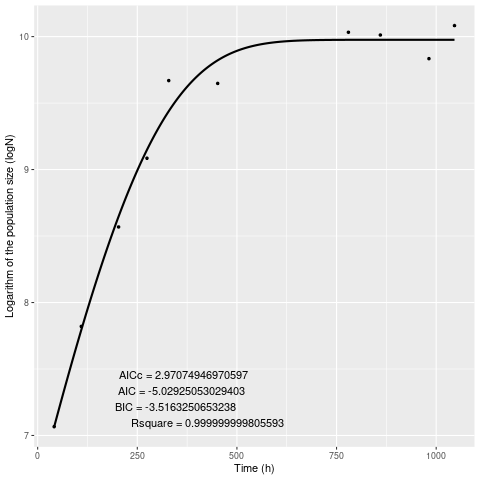 10
9
8
7
Logarithm of the population size (logN)
AICc = 2.97074946970597
AIC = -5.02925053029403
BIC = -3.5163250653238
Rsquare = 0.999999999805593
0 250 500 750 1000
Time (h)